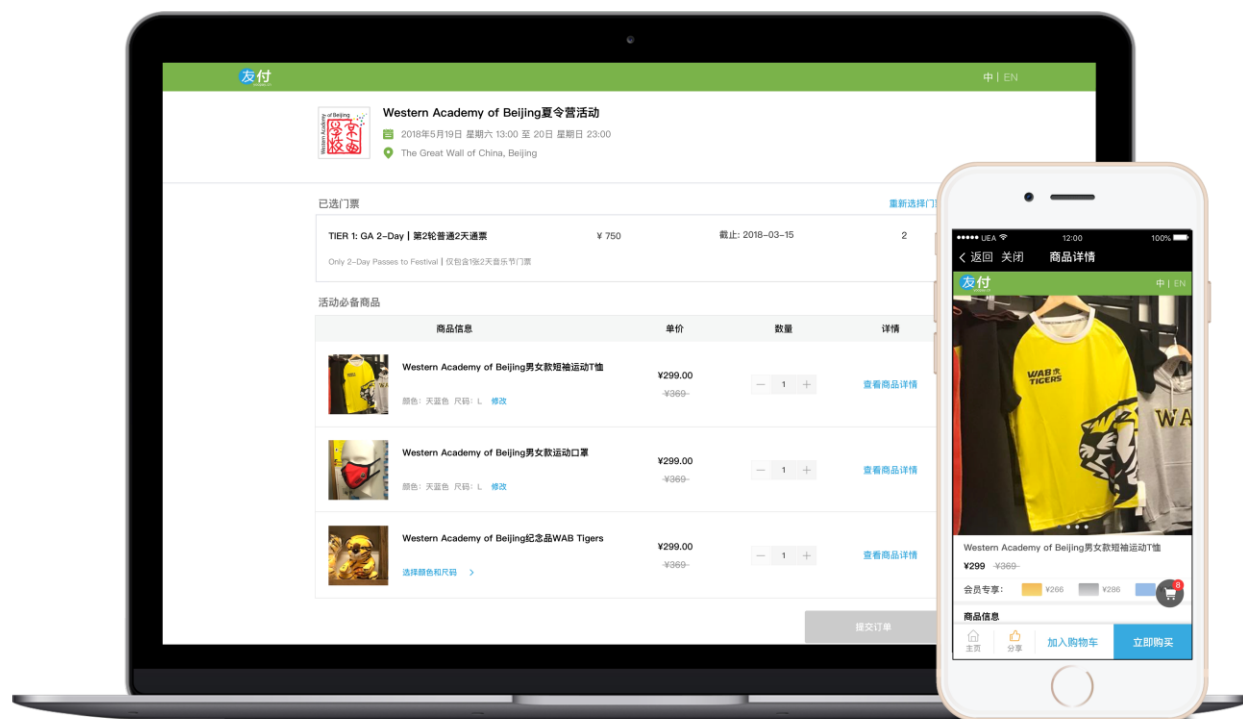 友付
中 | EN
Western Academy of Beijing夏令营活动
2018年5月19日 星期六 13:00 至 20日 星期日 23:00
The Great Wall of China, Beijing
已选门票
重新选择门
TIER 1: GA 2-Day | 第2轮普通2天通票
¥ 750
截止: 2018-03-15
2
Only 2-Day Passes to Festival | 仅包含1张2天音乐节门票
活动必备商品
商品信息 单价 数量 详情
Western Academy of Beijing男女款短袖运动T恤
颜色: 天蓝色 尺码: L 修改
¥299.00
¥369
— 1 +
查看商品详情
Western Academy of Beijing男女款运动口罩
颜色: 天蓝色 尺码: L 修改
¥299.00
¥369
— 1 +
查看商品详情
Western Academy of Beijing纪念品WAB Tigers
选择颜色和尺码 >
¥299.00
¥369
— 1 +
查看商品详情
提交订单
UEA 12:00 100%
返回 关闭 商品详情
友付
中 | EN
WAB
TIGERS
WA
Western Academy of Beijing男女款短袖运动T恤
¥299 ¥369
会员专享: ¥266 ¥286
8
商品信息
主页 分享 加入购物车 立即购买